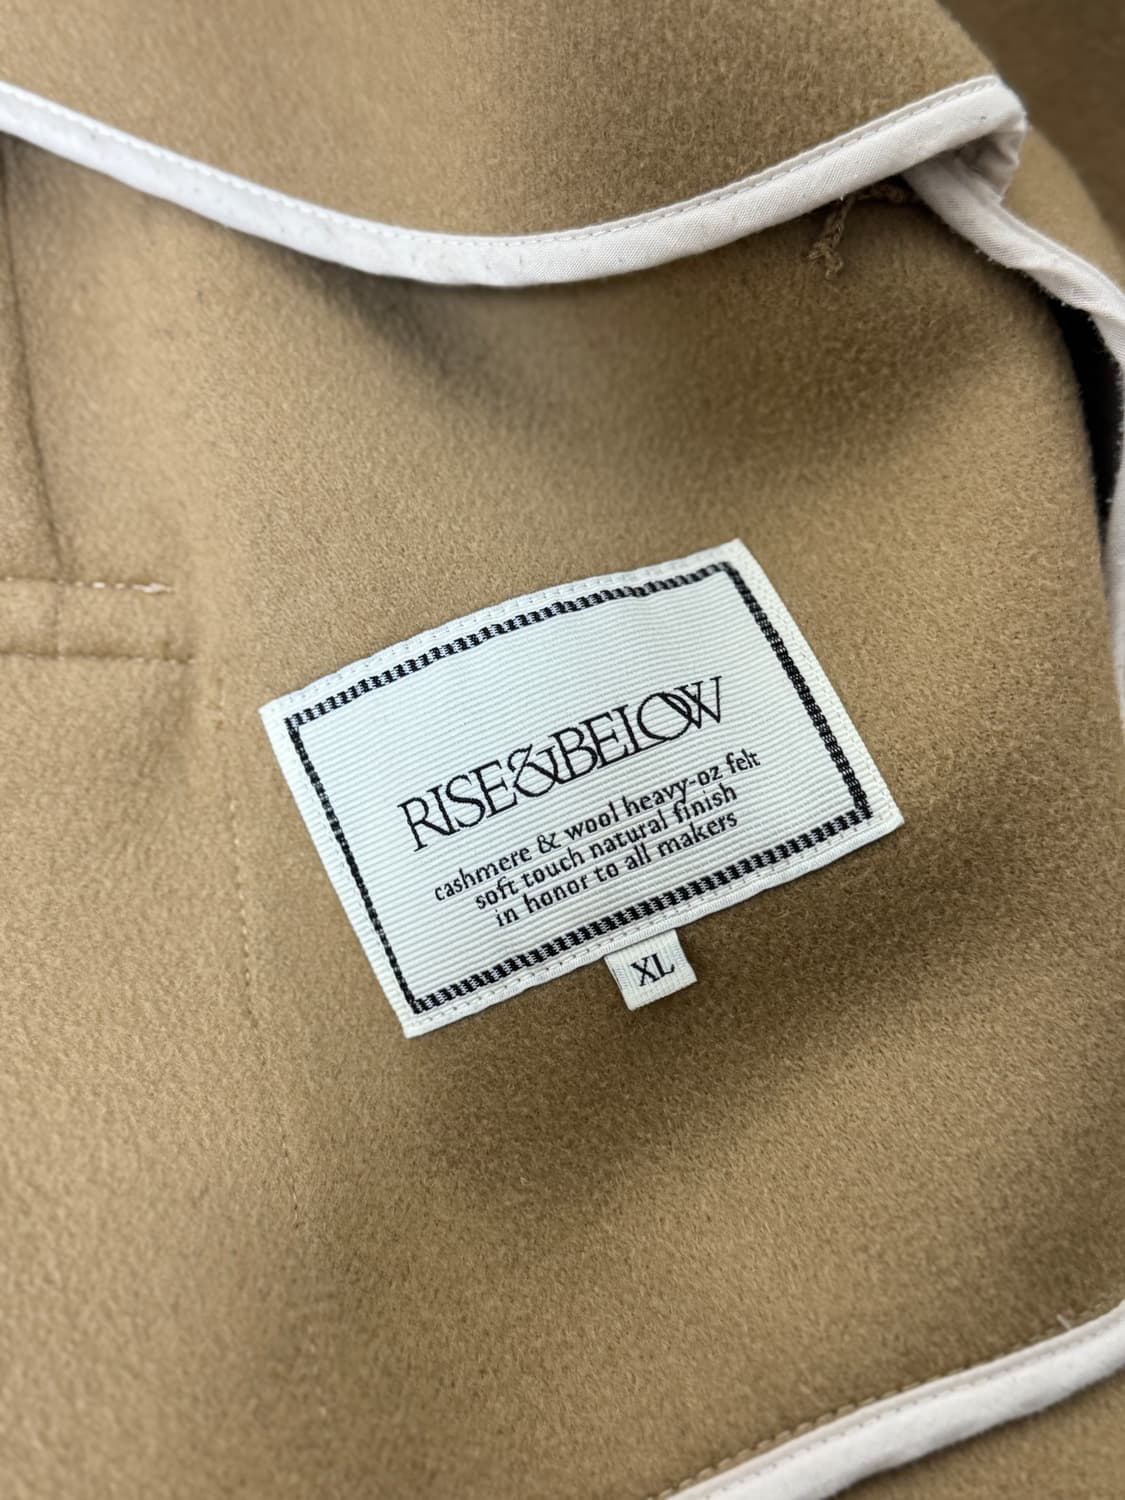 RISE&BELOW
cashmere & wool heavy-oz felt
soft touch natural finish
in honor to all makers
XL